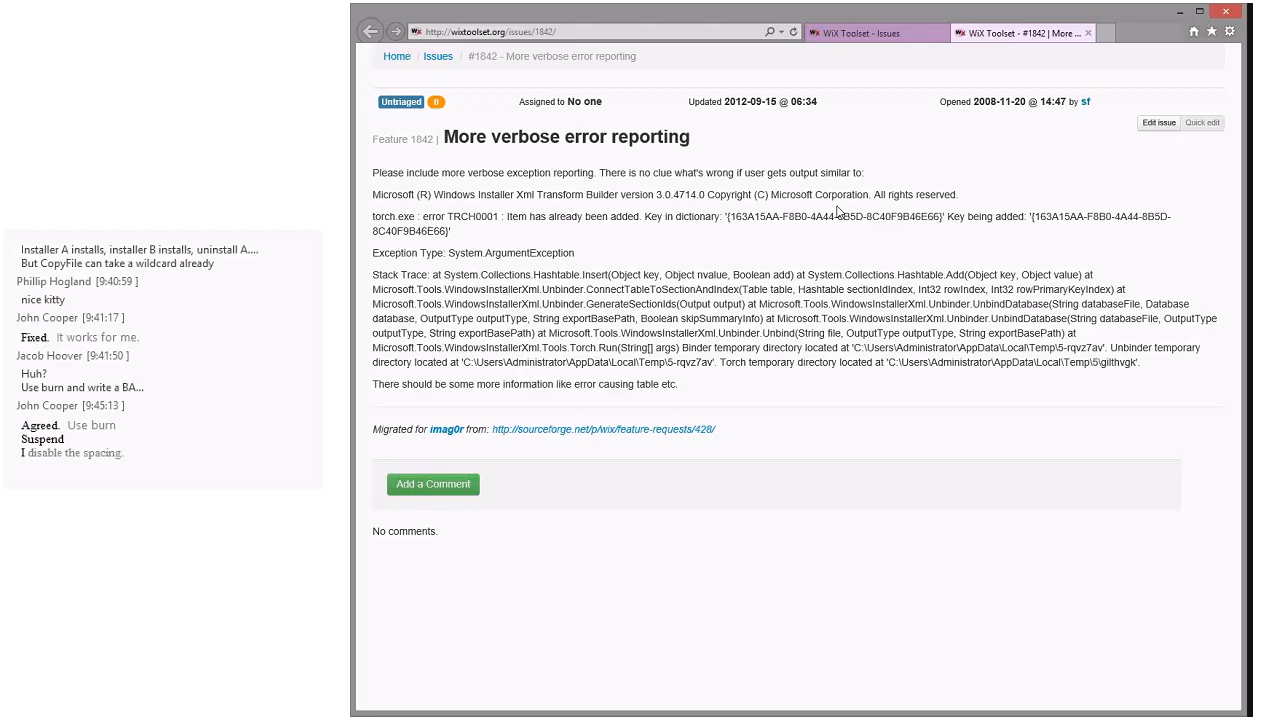 Installer A installs, installer B installs, uninstall A....
But CopyFile can take a wildcard already
Phillip Hogland [9:40:59 ]
nice kitty
John Cooper [9:41:17 ]
Fixed. It works for me.
Jacob Hoover [9:41:50 ]
Huh?
Use burn and write a BA...
John Cooper [9:45:13 ]
Agreed. Use burn
Suspend
I disable the spacing.
http://wixtoolset.org/issues/1842/
WiX Toolset - Issues
WiX Toolset - #1842 | More ...
Home / Issues / #1842 - More verbose error reporting
Untriaged 0 Assigned to No one Updated 2012-09-15 @ 06:34 Opened 2008-11-20 @ 14:47 by sf
Edit issue Quick edit
Feature 1842 | More verbose error reporting
Please include more verbose exception reporting. There is no clue what's wrong if user gets output similar to:
Microsoft (R) Windows Installer Xml Transform Builder version 3.0.4714.0 Copyright (C) Microsoft Corporation. All rights reserved.
torch.exe : error TRCH0001 : Item has already been added. Key in dictionary: '{163A15AA-F8B0-4A44-8B5D-8C40F9B46E66}' Key being added: '{163A15AA-F8B0-4A44-8B5D-
8C40F9B46E66}'
Exception Type: System.ArgumentException
Stack Trace: at System.Collections.Hashtable.Insert(Object key, Object nvalue, Boolean add) at System.Collections.Hashtable.Add(Object key, Object value) at
Microsoft.Tools.WindowsInstallerXml.Unbinder.ConnectTableToSectionAndIndex(Table table, Hashtable sectionIdIndex, Int32 rowIndex, Int32 rowPrimaryKeyIndex) at
Microsoft.Tools.WindowsInstallerXml.Unbinder.GenerateSectionIds(Output output) at Microsoft.Tools.WindowsInstallerXml.Unbinder.UnbindDatabase(String databaseFile, Database
database, OutputType outputType, String exportBasePath, Boolean skipSummaryInfo) at Microsoft.Tools.WindowsInstallerXml.Unbinder.UnbindDatabase(String databaseFile, OutputType
outputType, String exportBasePath) at Microsoft.Tools.WindowsInstallerXml.Unbinder.Unbind(String file, OutputType outputType, String exportBasePath) at
Microsoft.Tools.WindowsInstallerXml.Tools.Torch.Run(String[] args) Binder temporary directory located at 'C:\Users\Administrator\AppData\Local\Temp\5-rqvz7av'. Unbinder temporary
directory located at 'C:\Users\Administrator\AppData\Local\Temp\5-rqvz7av'. Torch temporary directory located at 'C:\Users\Administrator\AppData\Local\Temp\5\gilthvgk'.
There should be some more information like error causing table etc.
Migrated for imag0r from: http://sourceforge.net/p/wix/feature-requests/428/
Add a Comment
No comments.